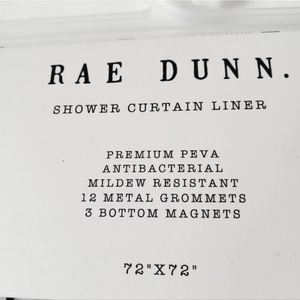 RAE DUNN.
SHOWER CURTAIN LINER
PREMIUM PEVA
ANTIBACTERIAL
MILDEW RESISTANT
12 METAL GROMMETS
3 BOTTOM MAGNETS
72"X72"